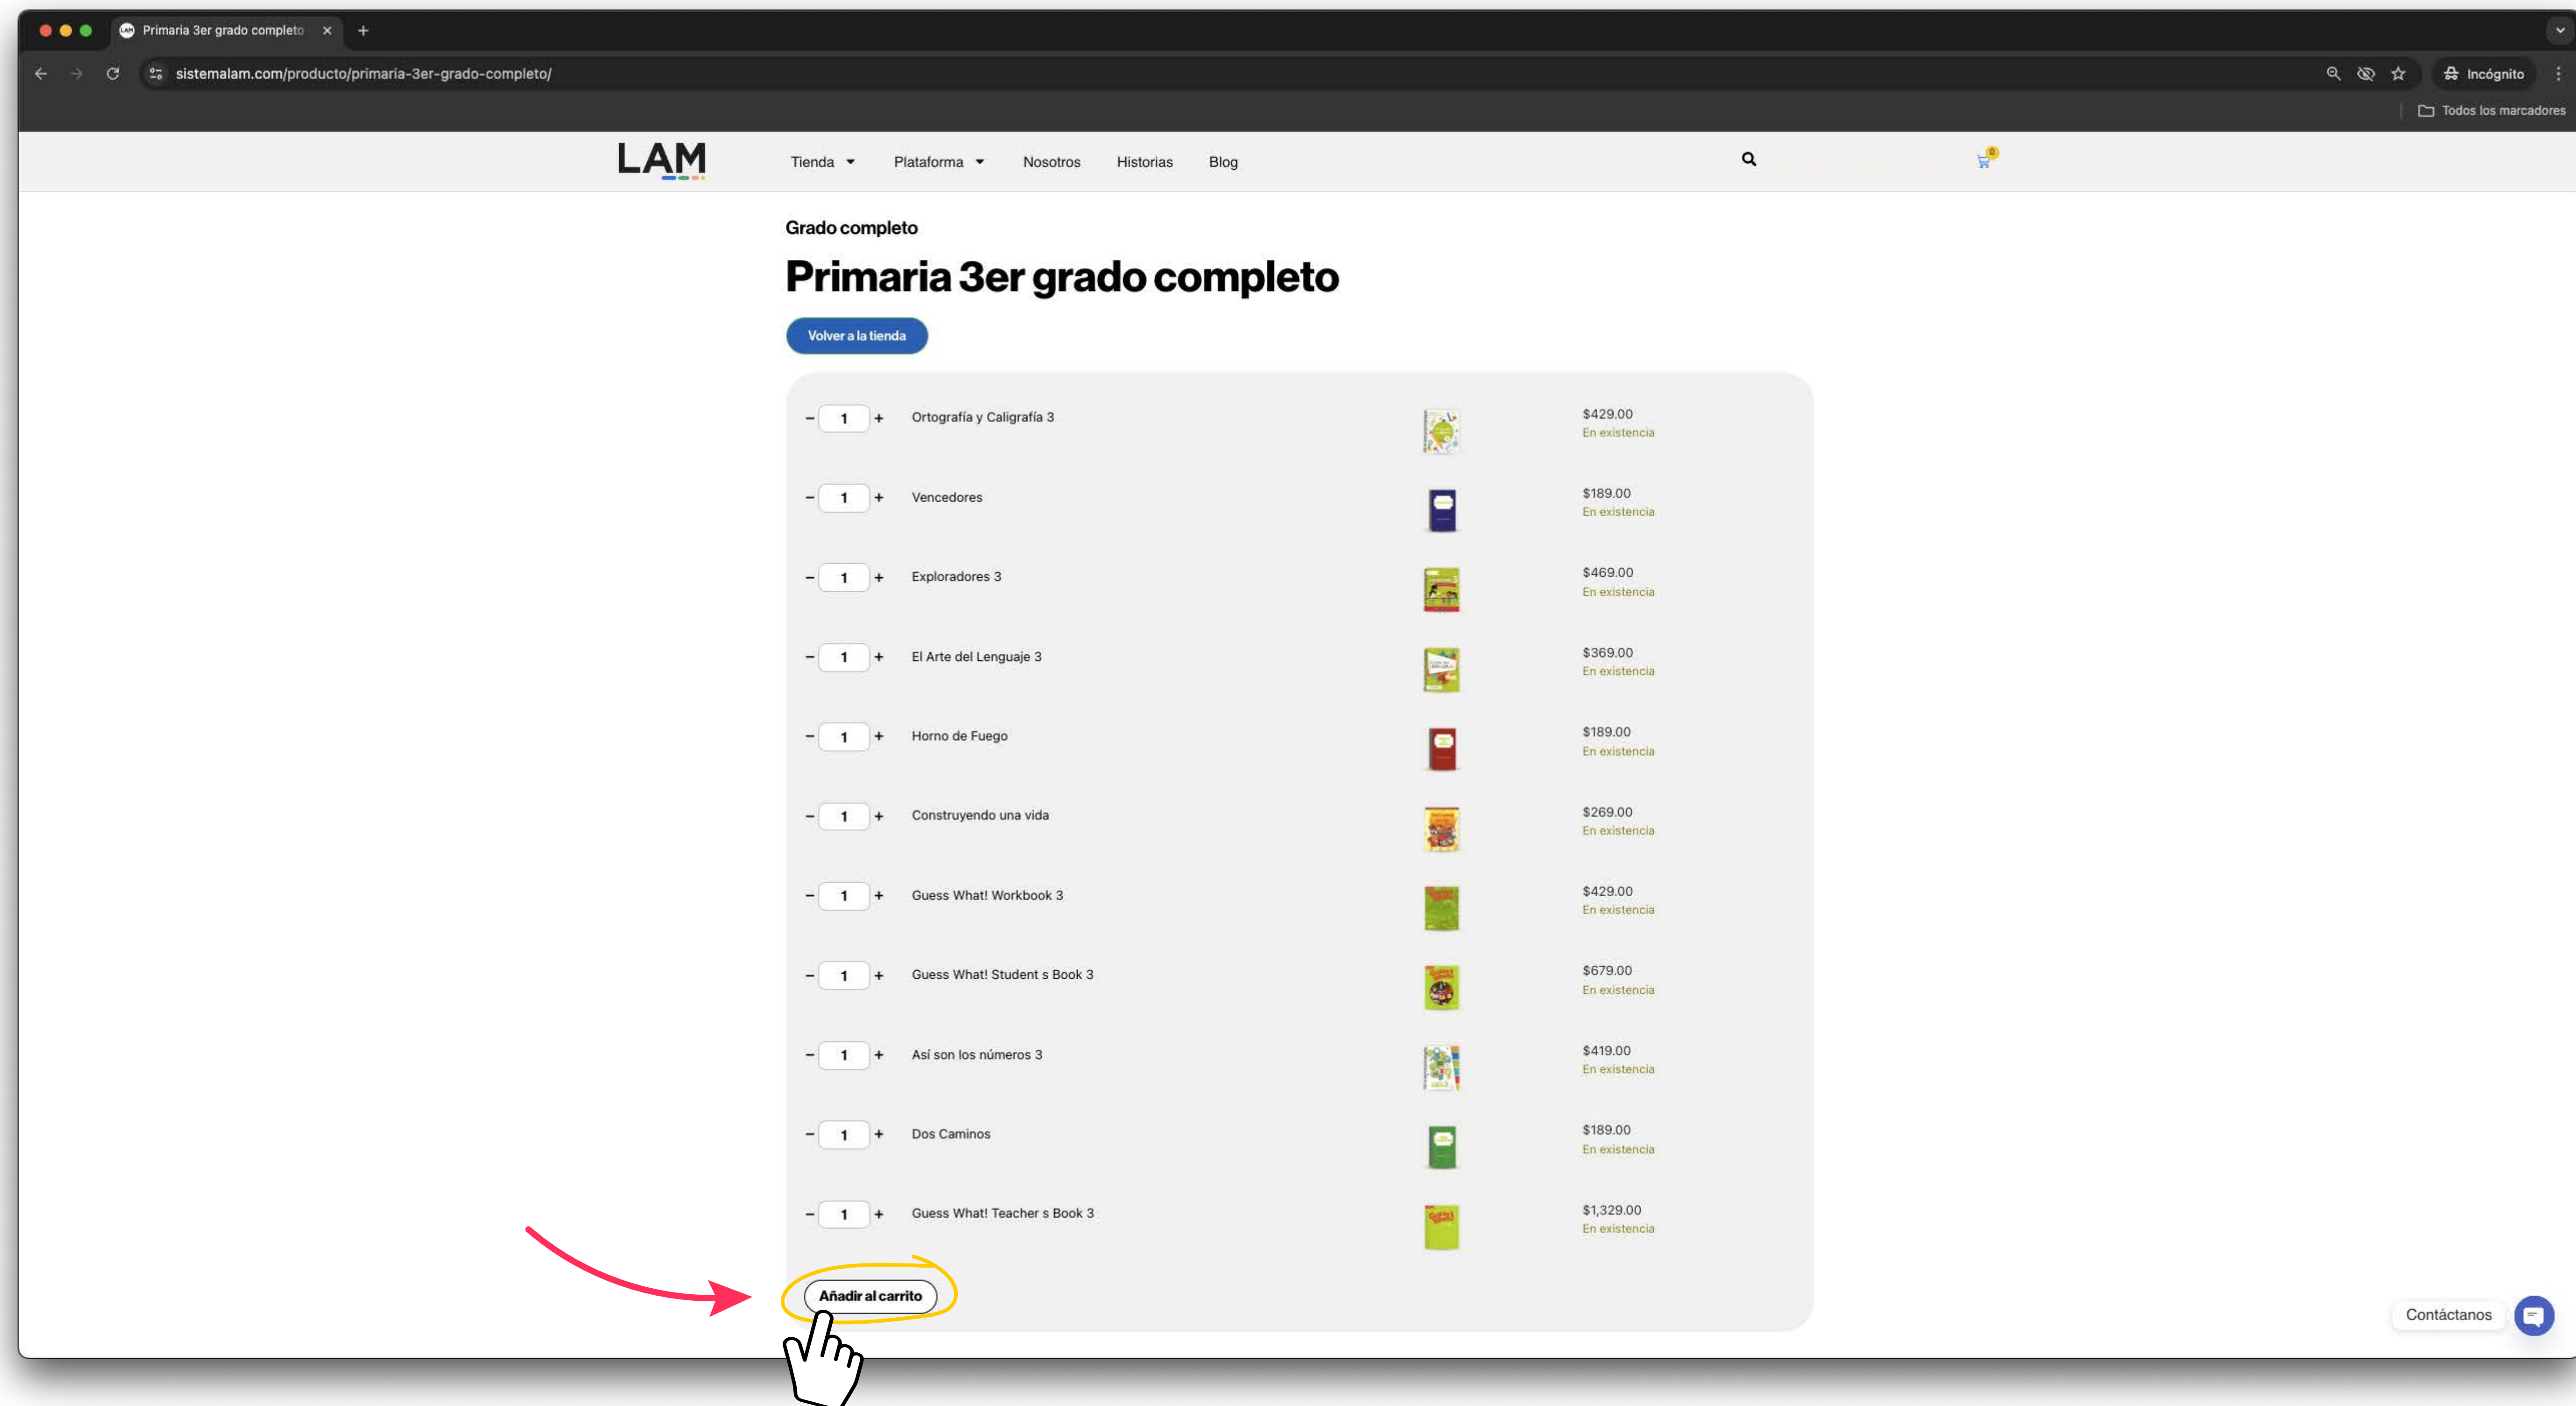 Primaria 3er grado completo
sistemalam.com/producto/primaria-3er-grado-completo/
Incógnito
Todos los marcadores
LAM
Tienda Plataforma Nosotros Historias Blog
0
Grado completo
Primaria 3er grado completo
Volver a la tienda
- 1 + Ortografía y Caligrafía 3 $429.00
En existencia
- 1 + Vencedores $189.00
En existencia
- 1 + Exploradores 3 $469.00
En existencia
- 1 + El Arte del Lenguaje 3 $369.00
En existencia
- 1 + Horno de Fuego $189.00
En existencia
- 1 + Construyendo una vida $269.00
En existencia
- 1 + Guess What! Workbook 3 $429.00
En existencia
- 1 + Guess What! Student s Book 3 $679.00
En existencia
- 1 + Así son los números 3 $419.00
En existencia
- 1 + Dos Caminos $189.00
En existencia
- 1 + Guess What! Teacher s Book 3 $1,329.00
En existencia
Añadir al carrito
Contáctanos